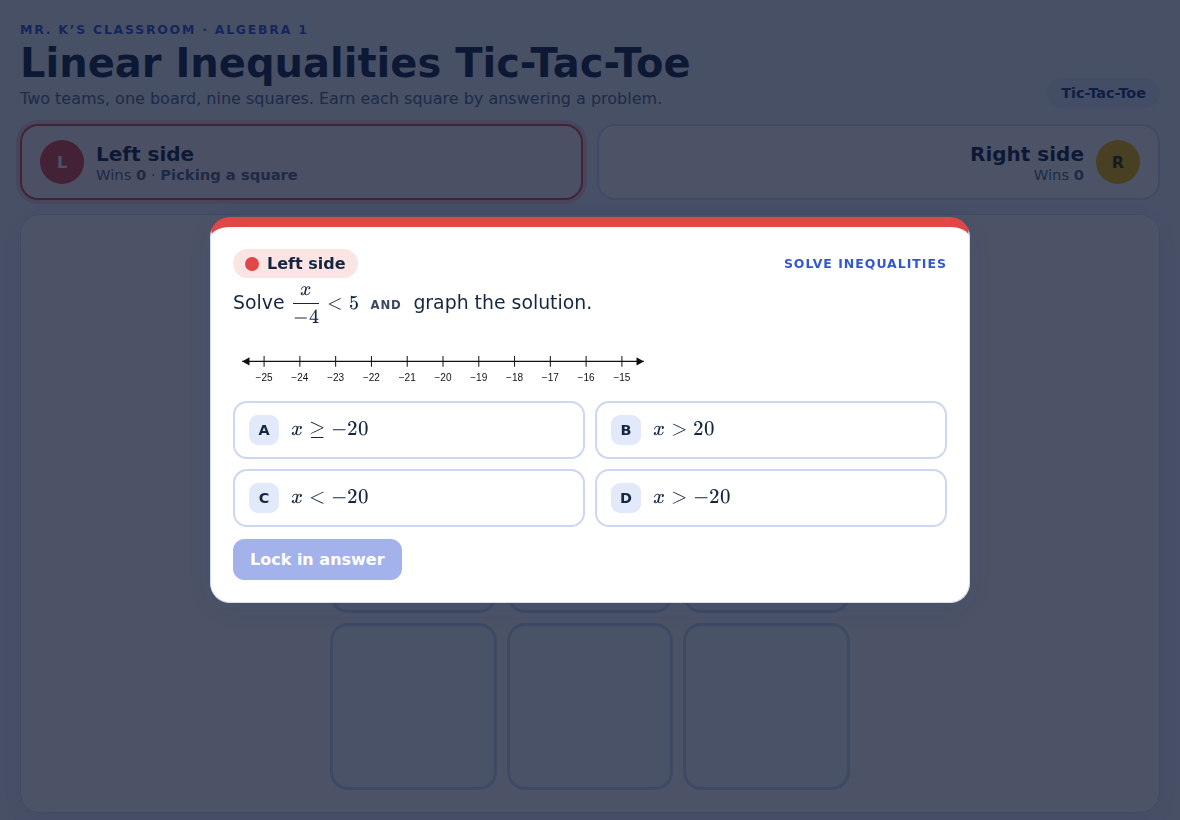 MR. K'S CLASSROOM · ALGEBRA 1
Linear Inequalities Tic-Tac-Toe
Two teams, one board, nine squares. Earn each square by answering a problem.
Tic-Tac-Toe
L
Left side
Wins 0 · Picking a square
Right side
Wins 0
R
Left side
SOLVE INEQUALITIES
Solve x/−4 < 5 AND graph the solution.
−25 −24 −23 −22 −21 −20 −19 −18 −17 −16 −15
A x ≥ −20
B x > 20
C x < −20
D x > −20
Lock in answer